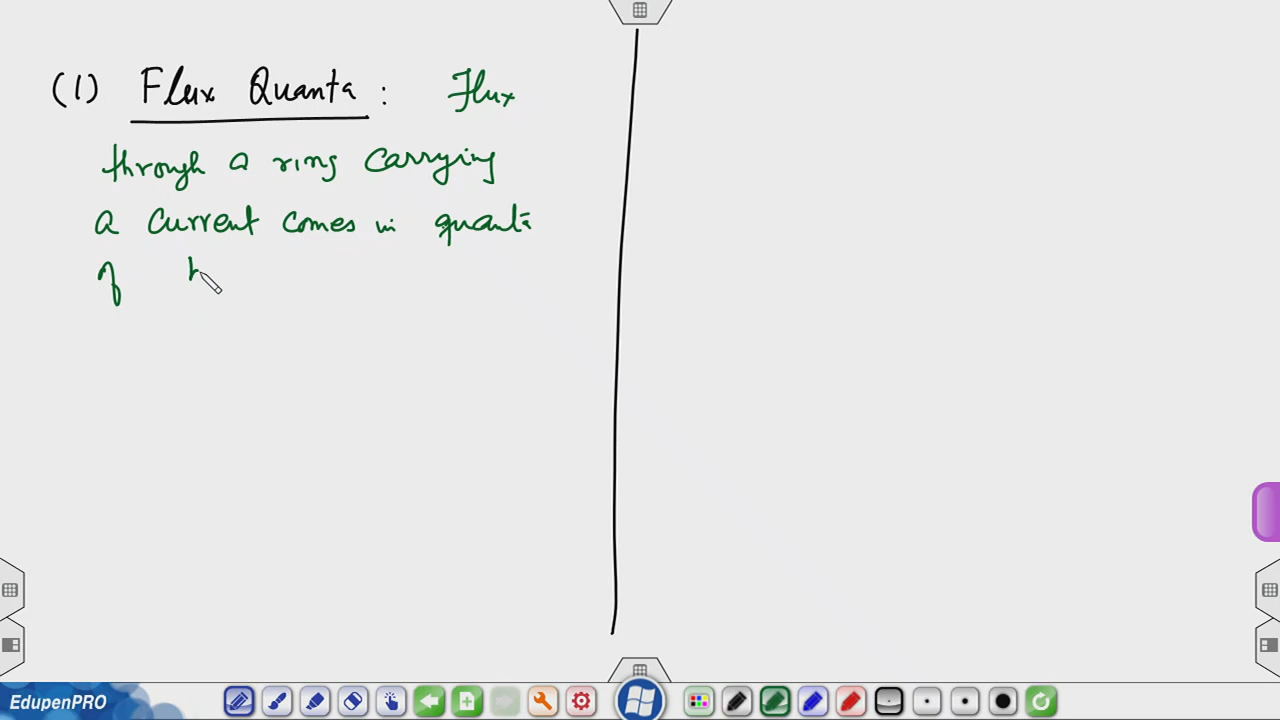 (1) Flux Quanta : Flux
through a ring carrying
a current comes in quanta
of h
EdupenPRO